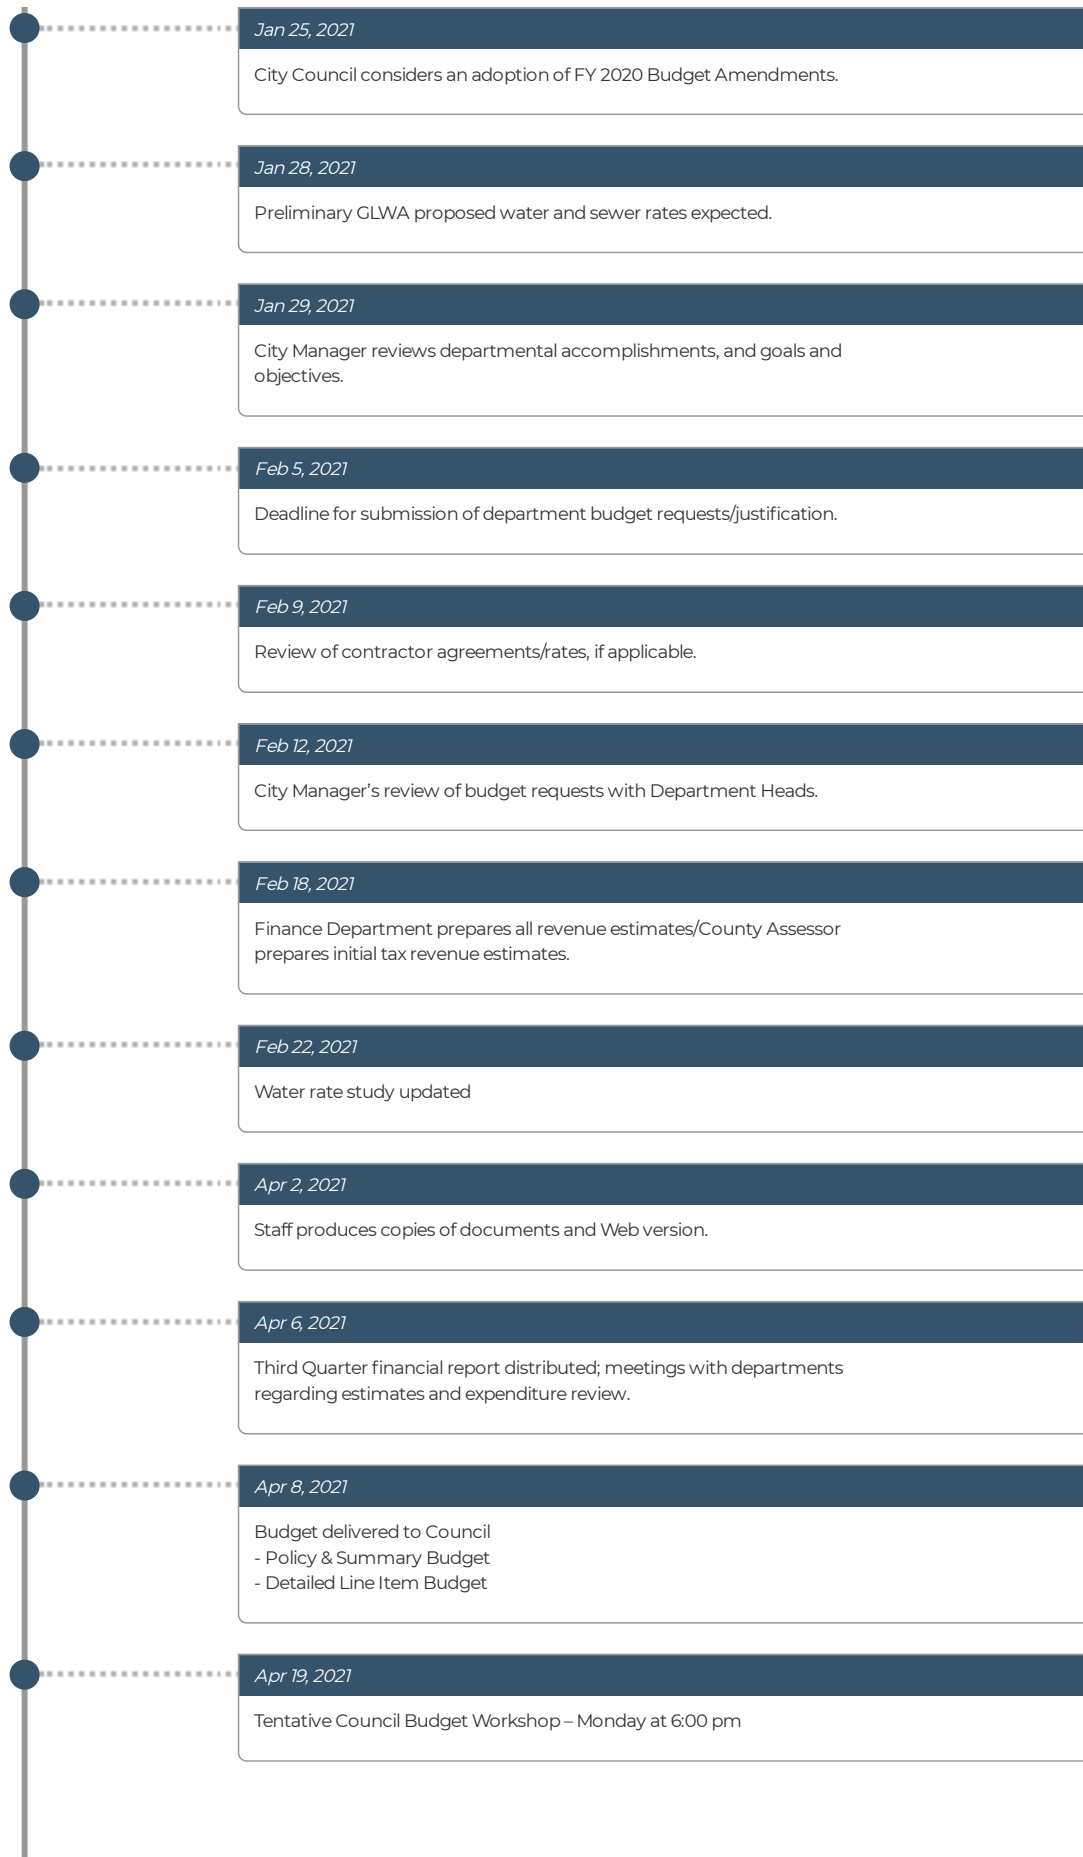 Jan 25, 2021
City Council considers an adoption of FY 2020 Budget Amendments.
Jan 28, 2021
Preliminary GLWA proposed water and sewer rates expected.
Jan 29, 2021
City Manager reviews departmental accomplishments, and goals and
objectives.
Feb 5, 2021
Deadline for submission of department budget requests/justification.
Feb 9, 2021
Review of contractor agreements/rates, if applicable.
Feb 12, 2021
City Manager’s review of budget requests with Department Heads.
Feb 18, 2021
Finance Department prepares all revenue estimates/County Assessor
prepares initial tax revenue estimates.
Feb 22, 2021
Water rate study updated
Apr 2, 2021
Staff produces copies of documents and Web version.
Apr 6, 2021
Third Quarter financial report distributed; meetings with departments
regarding estimates and expenditure review.
Apr 8, 2021
Budget delivered to Council
- Policy & Summary Budget
- Detailed Line Item Budget
Apr 19, 2021
Tentative Council Budget Workshop – Monday at 6:00 pm